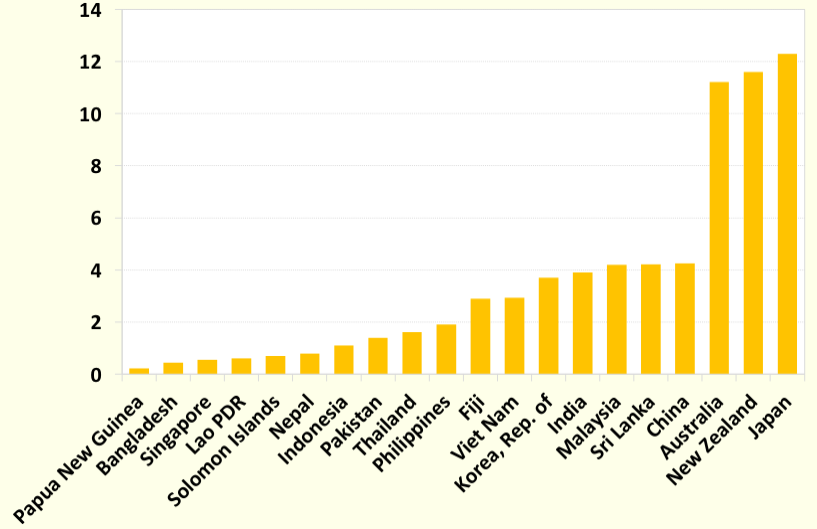 14
12
10
8
6
4
2
0
Papua New Guinea
Bangladesh
Singapore
Lao PDR
Solomon Islands
Nepal
Indonesia
Pakistan
Thailand
Philippines
Fiji
Viet Nam
Korea, Rep. of
India
Malaysia
Sri Lanka
China
Australia
New Zealand
Japan